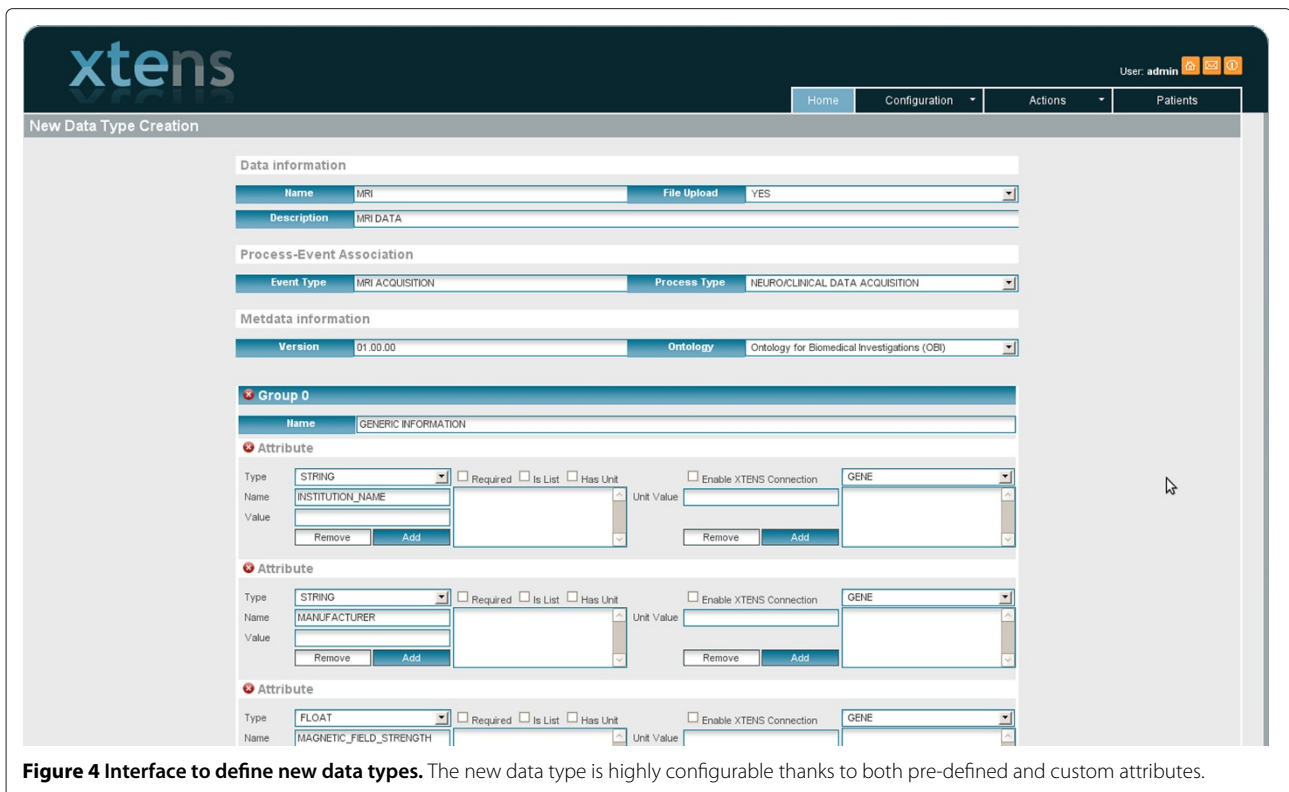 xtens
User: admin
Home Configuration Actions Patients
New Data Type Creation
Data information
Name MRI File Upload YES
Description MRI DATA
Process-Event Association
Event Type MRI ACQUISITION Process Type NEURO/CLINICAL DATA ACQUISITION
Metdata information
Version 01.00.00 Ontology Ontology for Biomedical Investigations (OBI)
Group 0
Name GENERIC INFORMATION
Attribute
Type STRING Required Is List Has Unit Enable XTENS Connection GENE
Name INSTITUTION_NAME Unit Value
Value
Remove Add Remove Add
Attribute
Type STRING Required Is List Has Unit Enable XTENS Connection GENE
Name MANUFACTURER Unit Value
Value
Remove Add Remove Add
Attribute
Type FLOAT Required Is List Has Unit Enable XTENS Connection GENE
Name MAGNETIC_FIELD_STRENGTH Unit Value
Figure 4 Interface to define new data types. The new data type is highly configurable thanks to both pre-defined and custom attributes.